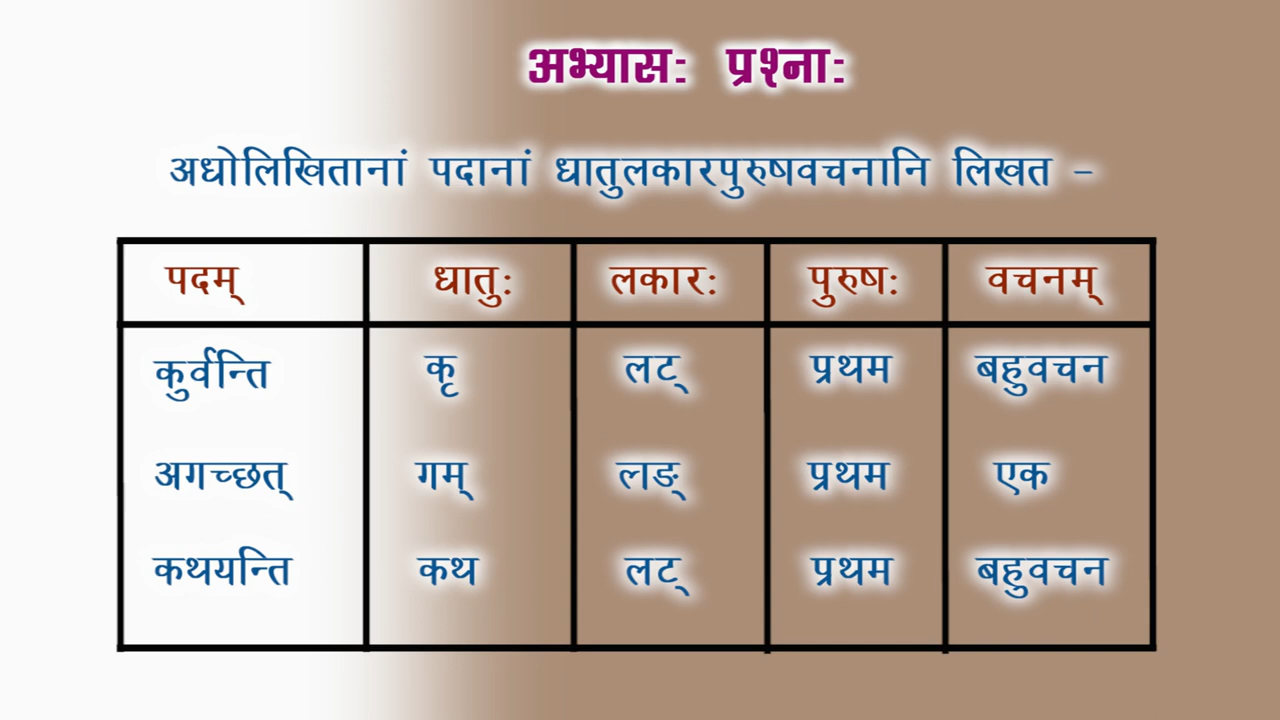 अभ्यासः प्रश्नाः
अधोलिखितानां पदानां धातुलकारपुरुषवचनानि लिखत -
पदम् धातुः लकारः पुरुषः वचनम्
कुर्वन्ति कृ लट् प्रथम बहुवचन
अगच्छत् गम् लङ् प्रथम एक
कथयन्ति कथ लट् प्रथम बहुवचन